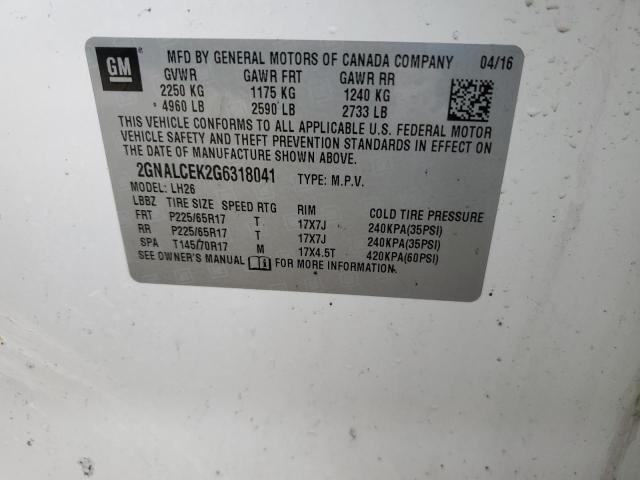 GM
MFD BY GENERAL MOTORS OF CANADA COMPANY 04/16
GVWR GAWR FRT GAWR RR
2250 KG 1175 KG 1240 KG
4960 LB 2590 LB 2733 LB
THIS VEHICLE CONFORMS TO ALL APPLICABLE U.S. FEDERAL MOTOR
VEHICLE SAFETY AND THEFT PREVENTION STANDARDS IN EFFECT ON
THE DATE OF MANUFACTURE SHOWN ABOVE.
2GNALCEK2G6318041 TYPE: M.P.V.
MODEL: LH26
LBBZ TIRE SIZE SPEED RTG RIM COLD TIRE PRESSURE
FRT P225/65R17 T 17X7J 240KPA(35PSI)
RR P225/65R17 T 17X7J 240KPA(35PSI)
SPA T145/70R17 M 17X4.5T 420KPA(60PSI)
SEE OWNER'S MANUAL FOR MORE INFORMATION.